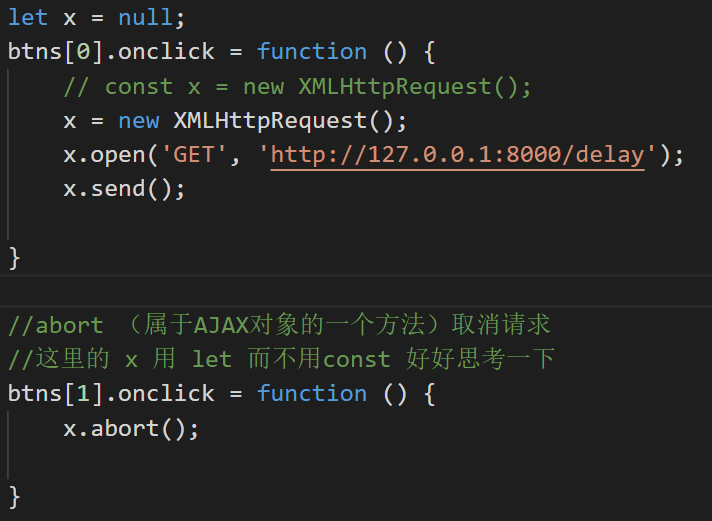 let x = null;
btns[0].onclick = function () {
// const x = new XMLHttpRequest();
x = new XMLHttpRequest();
x.open('GET', 'http://127.0.0.1:8000/delay');
x.send();
}
//abort （属于AJAX对象的一个方法）取消请求
//这里的 x 用 let 而不用const 好好思考一下
btns[1].onclick = function () {
x.abort();
}